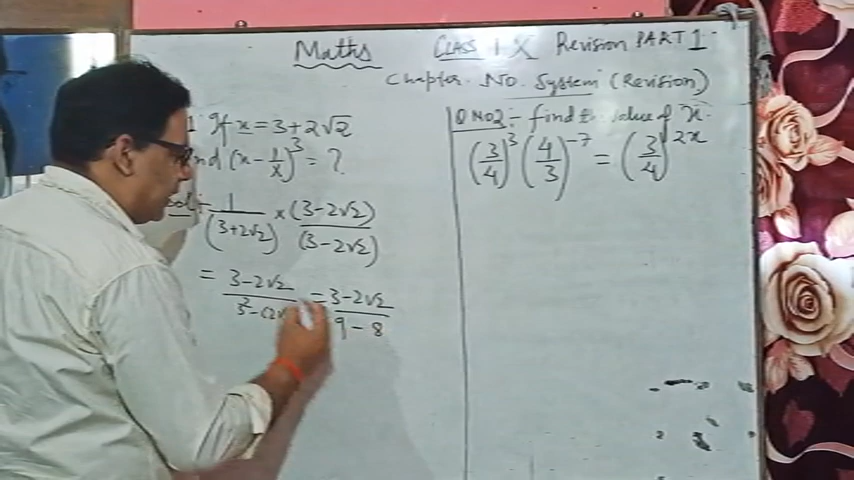 Maths CLASS IX Revision PART 1
Chapter. No. System (Revision)
1 If x = 3+2√2
find (x - 1/x)³ = ?
Sol:- 1/(3+2√2) × (3-2√2)/(3-2√2)
= 3-2√2 / 3²-(2√ = 3-2√2 / 9-8
Q NO2:- find the value of x.
(3/4)³ (4/3)⁻⁷ = (3/4)²ˣ